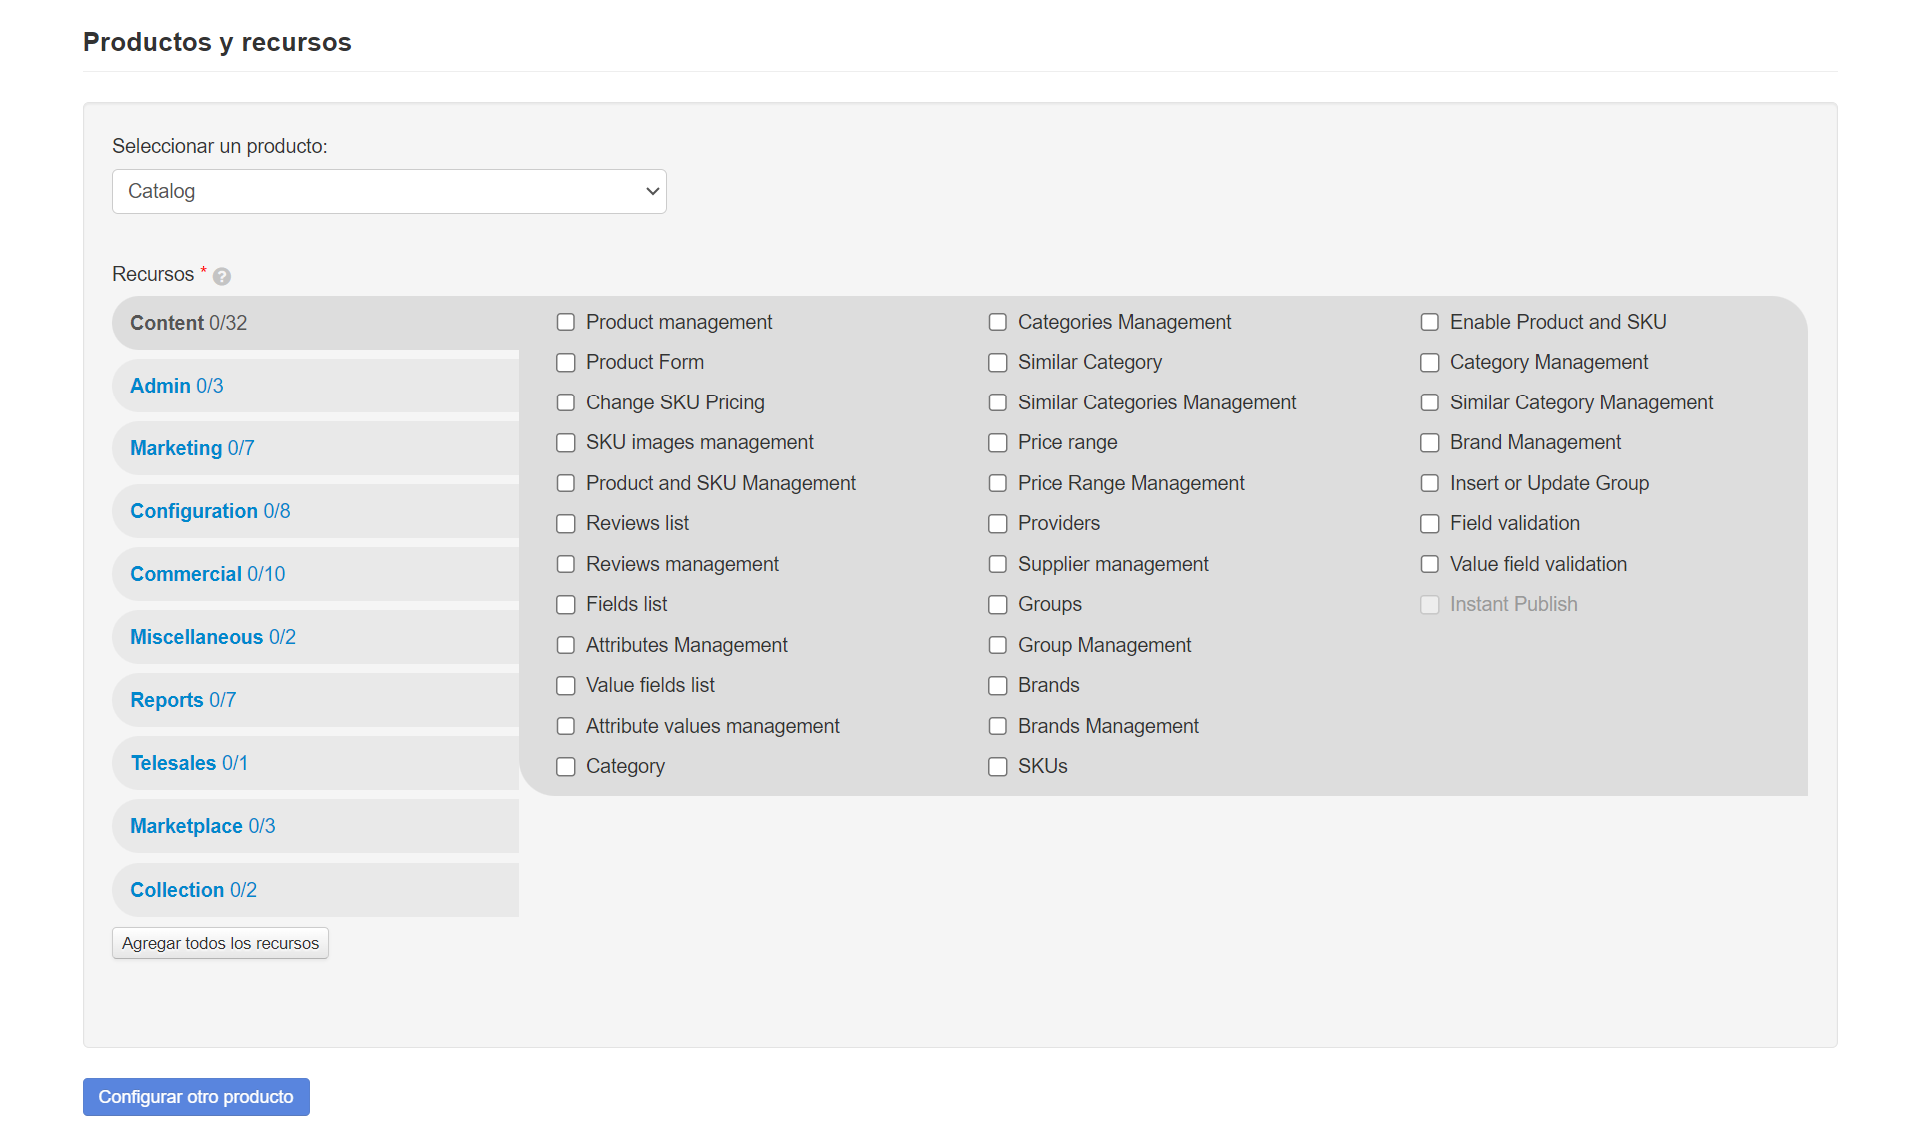 Productos y recursos
Seleccionar un producto:
Catalog
Recursos * ?
Content 0/32
Admin 0/3
Marketing 0/7
Configuration 0/8
Commercial 0/10
Miscellaneous 0/2
Reports 0/7
Telesales 0/1
Marketplace 0/3
Collection 0/2
Agregar todos los recursos
Product management
Product Form
Change SKU Pricing
SKU images management
Product and SKU Management
Reviews list
Reviews management
Fields list
Attributes Management
Value fields list
Attribute values management
Category
Categories Management
Similar Category
Similar Categories Management
Price range
Price Range Management
Providers
Supplier management
Groups
Group Management
Brands
Brands Management
SKUs
Enable Product and SKU
Category Management
Similar Category Management
Brand Management
Insert or Update Group
Field validation
Value field validation
Instant Publish
Configurar otro producto